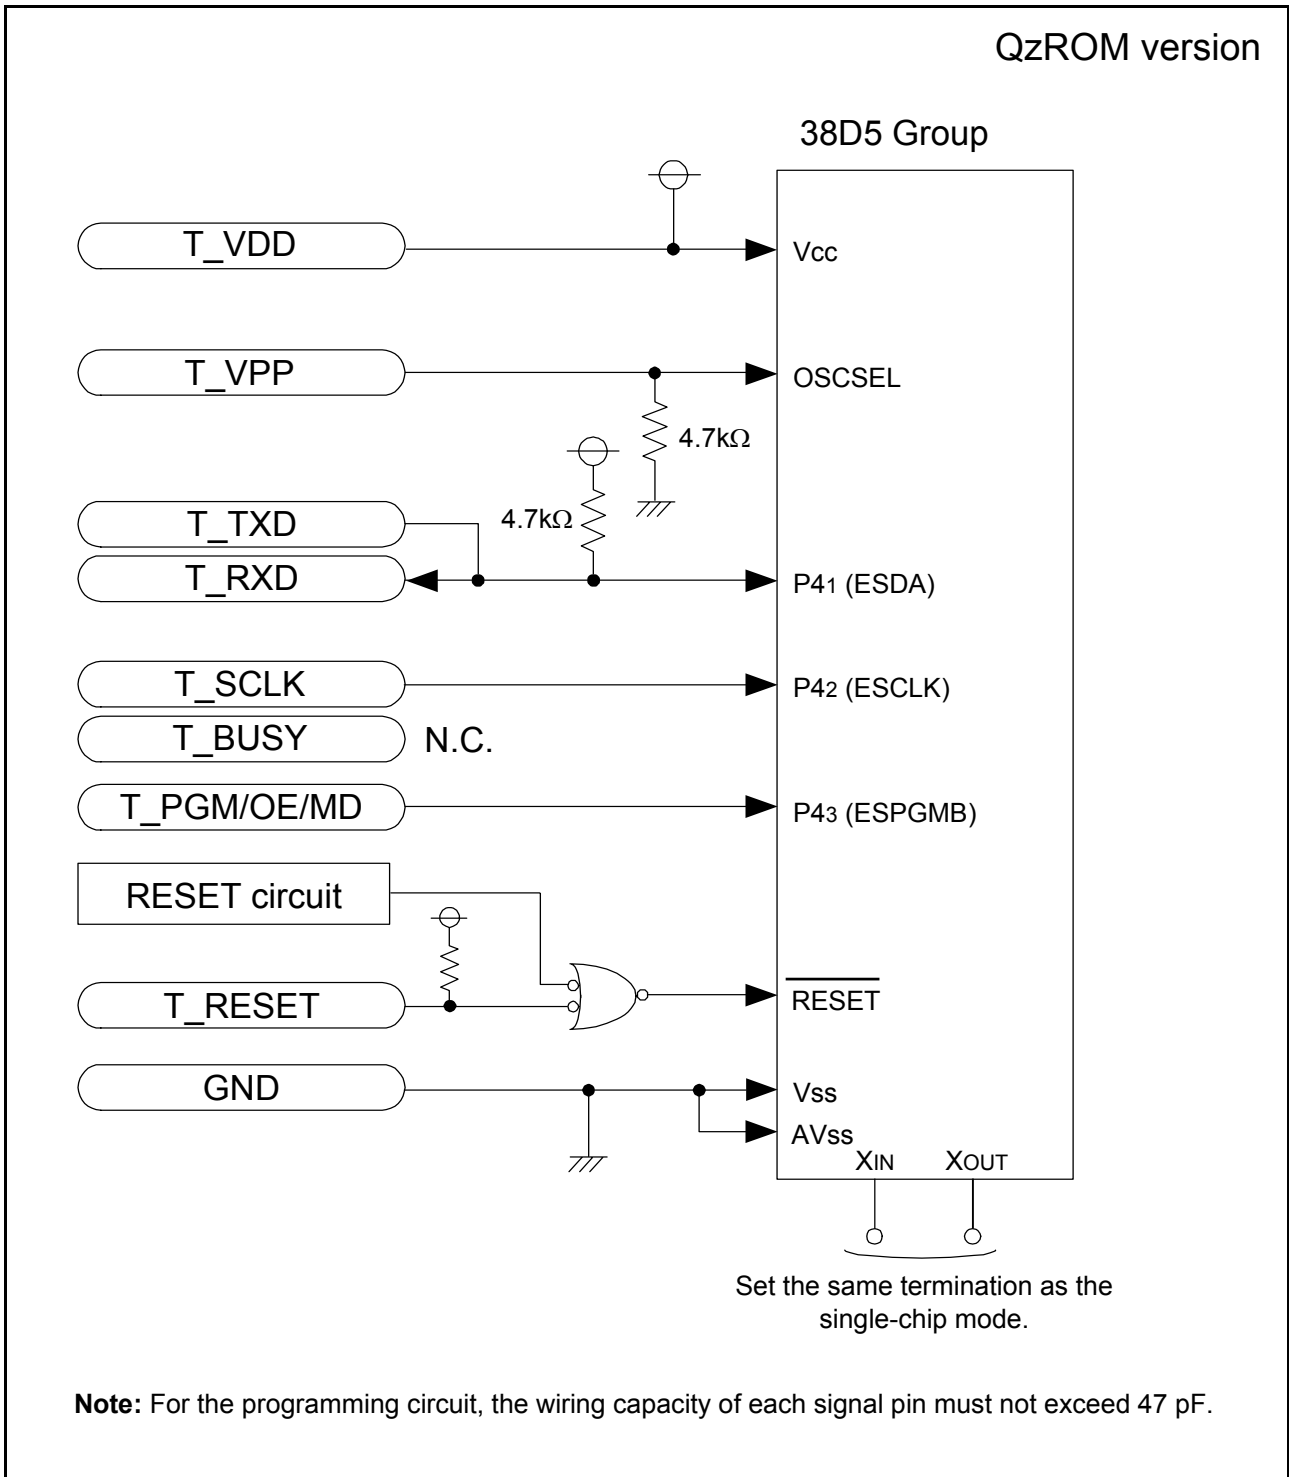 QzROM version
38D5 Group
T_VDD
Vcc
T_VPP
OSCSEL
4.7kΩ
T_TXD
4.7kΩ
T_RXD
P41 (ESDA)
T_SCLK
P42 (ESCLK)
T_BUSY
N.C.
T_PGM/OE/MD
P43 (ESPGMB)
RESET circuit
T_RESET
RESET
GND
Vss
AVss
XIN
XOUT
Set the same termination as the
single-chip mode.
Note: For the programming circuit, the wiring capacity of each signal pin must not exceed 47 pF.